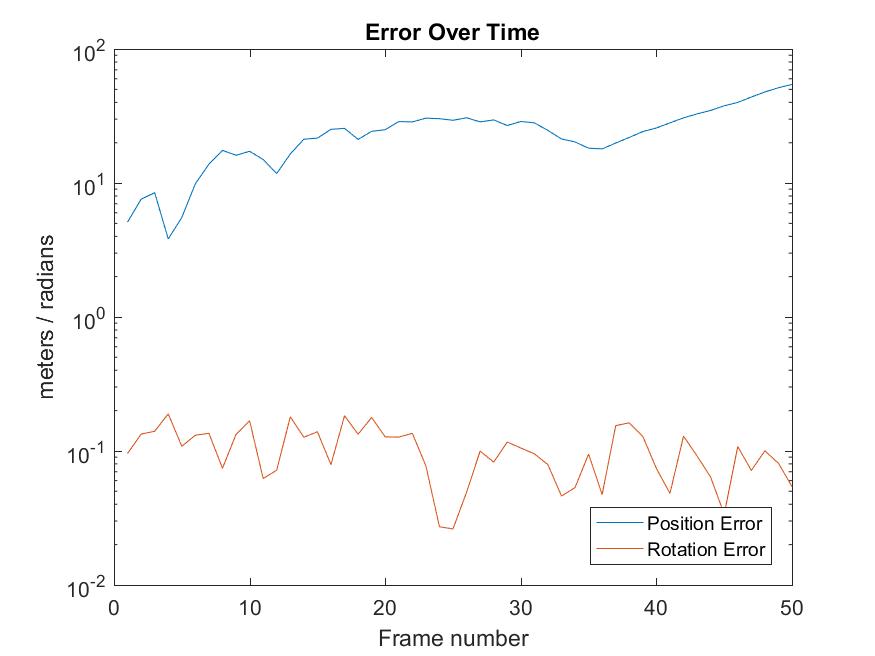 Error Over Time
10^2
10^1
10^0
10^-1
10^-2
meters / radians
Position Error
Rotation Error
0 10 20 30 40 50
Frame number